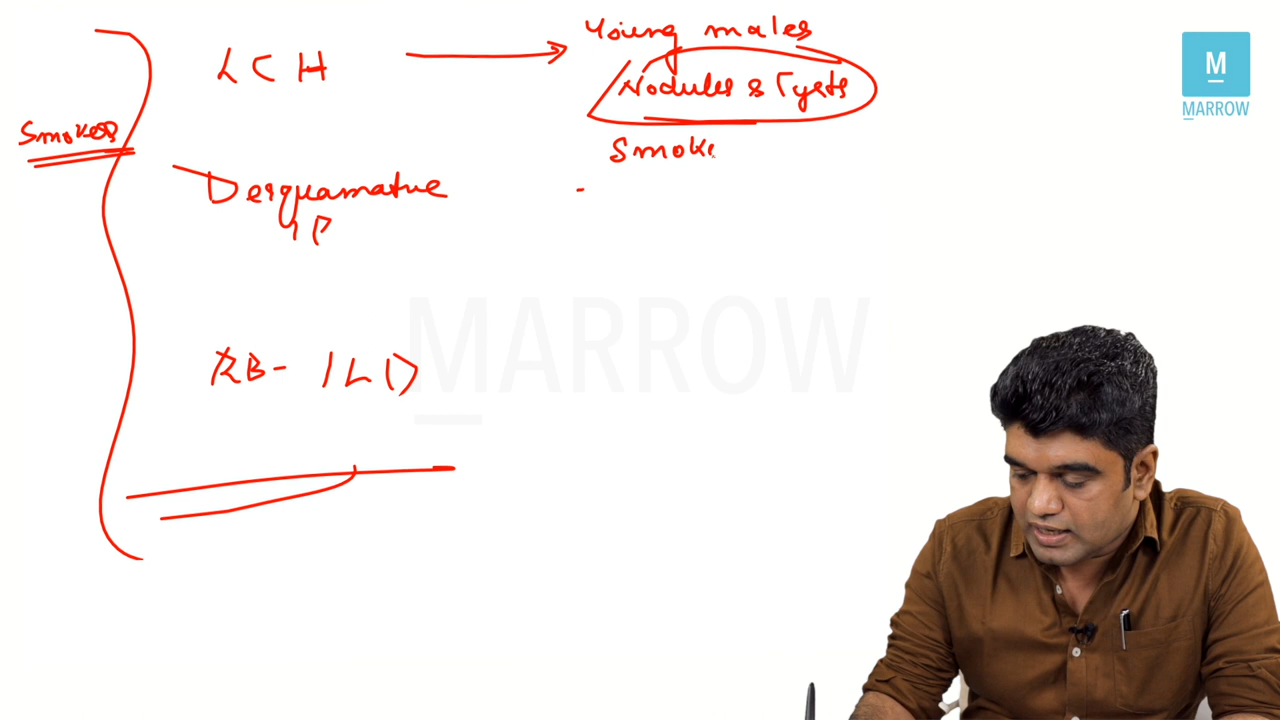 Young males
LCH
Nodules & Cysts
Smokers
Smoke
Desquamative
IP
RB-ILD
M
MARROW
MARROW